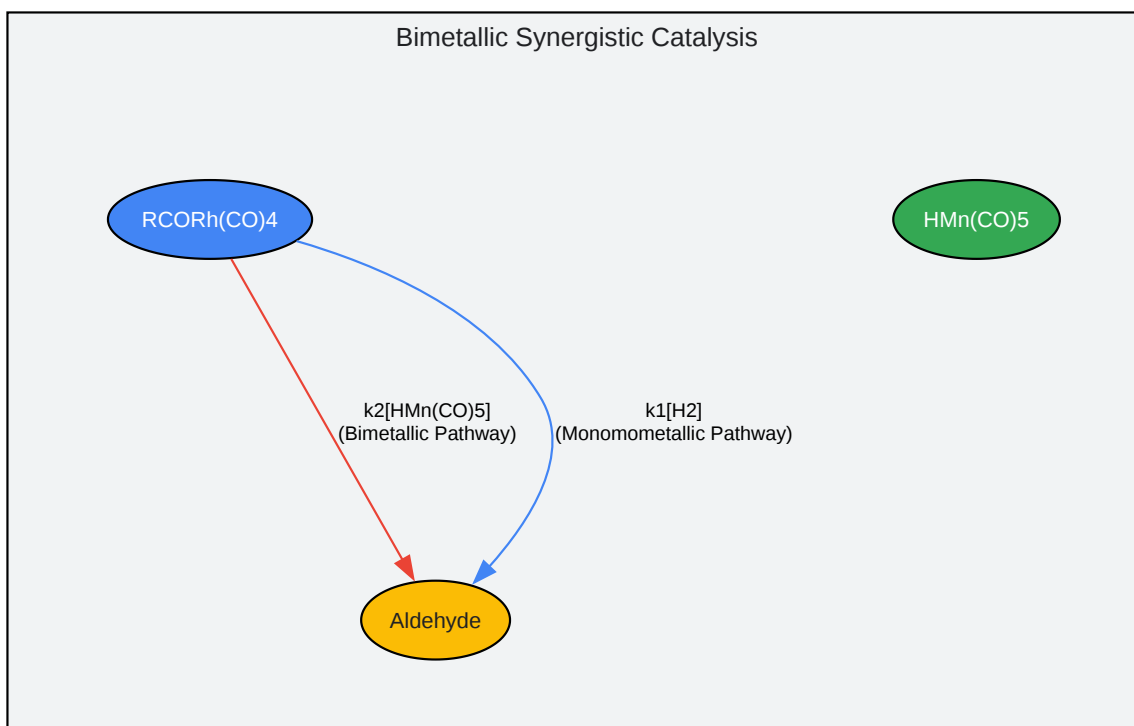 Bimetallic Synergistic Catalysis
RCORh(CO)4
HMn(CO)5
k2[HMn(CO)5]
(Bimetallic Pathway)
k1[H2]
(Monomometallic Pathway)
Aldehyde